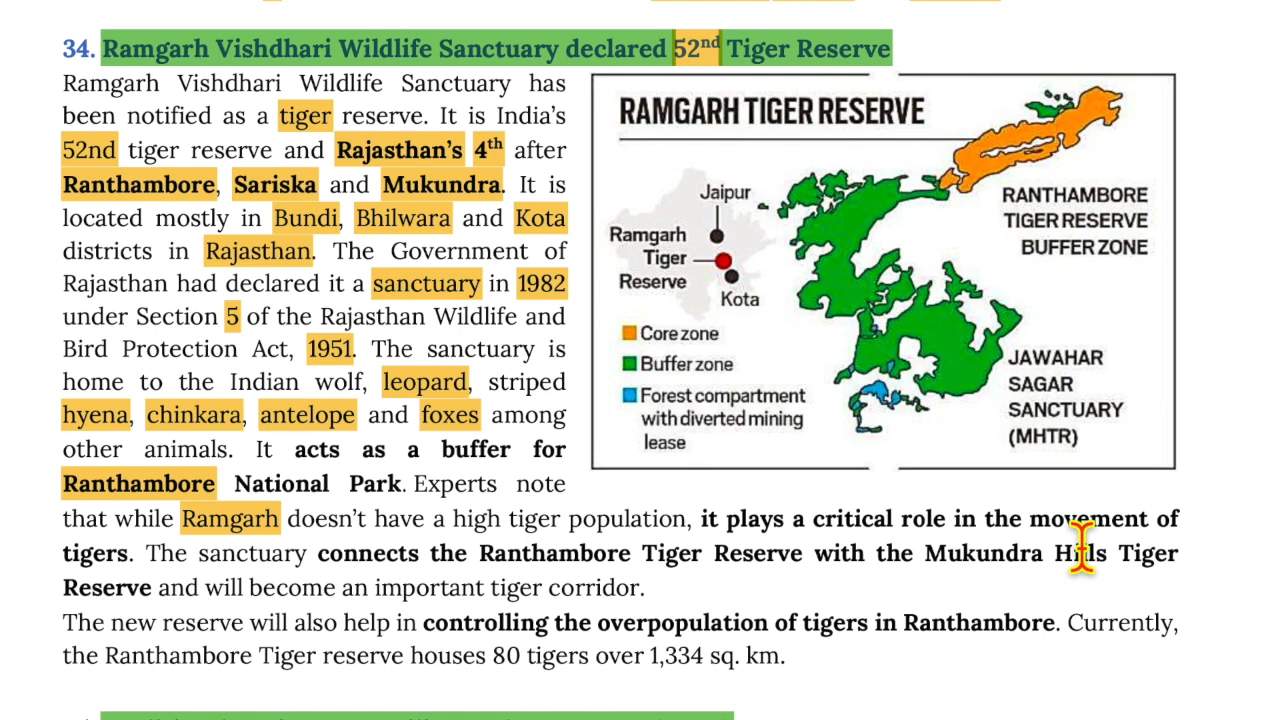 34. Ramgarh Vishdhari Wildlife Sanctuary declared 52nd Tiger Reserve
Ramgarh Vishdhari Wildlife Sanctuary has
been notified as a tiger reserve. It is India's
52nd tiger reserve and Rajasthan's 4th after
Ranthambore, Sariska and Mukundra. It is
located mostly in Bundi, Bhilwara and Kota
districts in Rajasthan. The Government of
Rajasthan had declared it a sanctuary in 1982
under Section 5 of the Rajasthan Wildlife and
Bird Protection Act, 1951. The sanctuary is
home to the Indian wolf, leopard, striped
hyena, chinkara, antelope and foxes among
other animals. It acts as a buffer for
Ranthambore National Park. Experts note
that while Ramgarh doesn't have a high tiger population, it plays a critical role in the movement of
tigers. The sanctuary connects the Ranthambore Tiger Reserve with the Mukundra Hills Tiger
Reserve and will become an important tiger corridor.
The new reserve will also help in controlling the overpopulation of tigers in Ranthambore. Currently,
the Ranthambore Tiger reserve houses 80 tigers over 1,334 sq. km.
RAMGARH TIGER RESERVE
RANTHAMBORE
TIGER RESERVE
BUFFER ZONE
Jaipur
Ramgarh
Tiger
Reserve
Kota
Core zone
Buffer zone
Forest compartment
with diverted mining
lease
JAWAHAR
SAGAR
SANCTUARY
(MHTR)